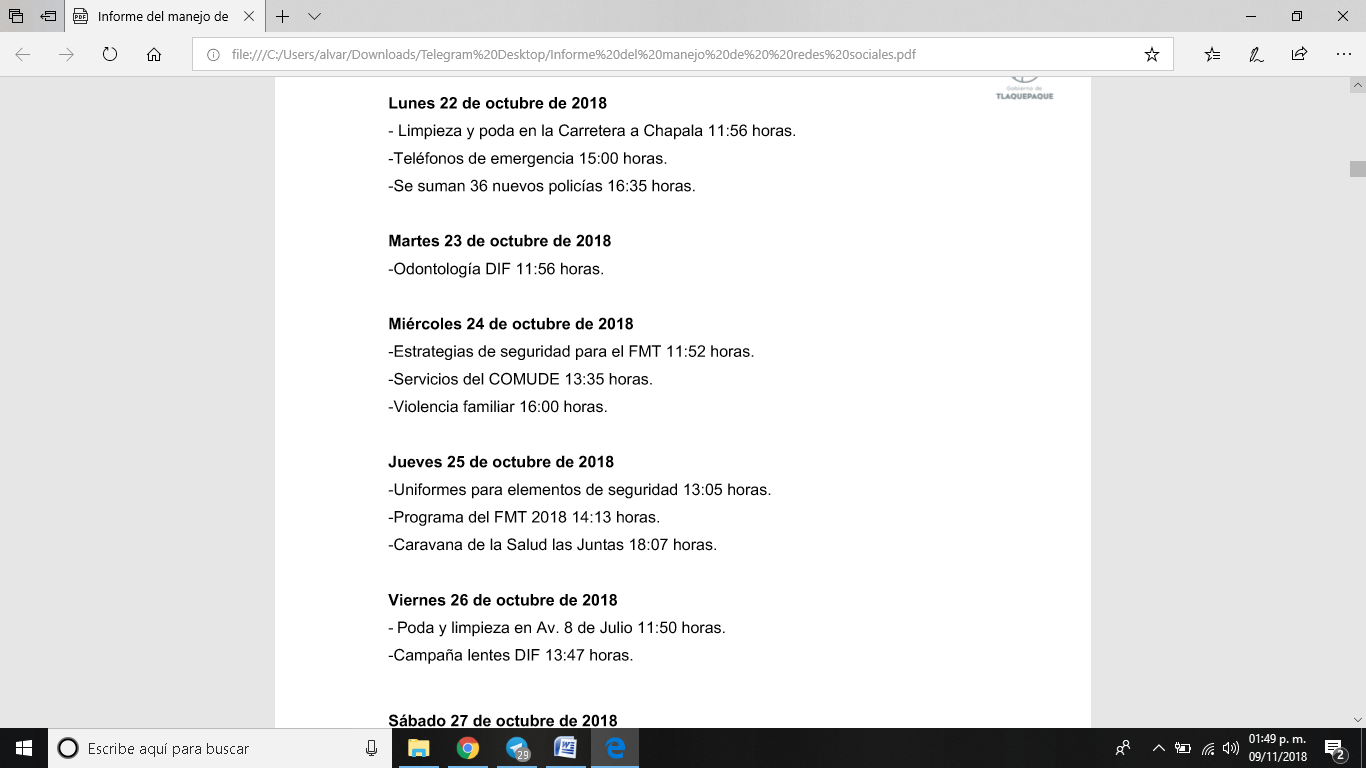 Informe del manejo de
file:///C:/Users/alvar/Downloads/Telegram%20Desktop/Informe%20del%20manejo%20de%20%20redes%20sociales.pdf
Gobierno de
TLAQUEPAQUE
Lunes 22 de octubre de 2018
- Limpieza y poda en la Carretera a Chapala 11:56 horas.
-Teléfonos de emergencia 15:00 horas.
-Se suman 36 nuevos policías 16:35 horas.
Martes 23 de octubre de 2018
-Odontología DIF 11:56 horas.
Miércoles 24 de octubre de 2018
-Estrategias de seguridad para el FMT 11:52 horas.
-Servicios del COMUDE 13:35 horas.
-Violencia familiar 16:00 horas.
Jueves 25 de octubre de 2018
-Uniformes para elementos de seguridad 13:05 horas.
-Programa del FMT 2018 14:13 horas.
-Caravana de la Salud las Juntas 18:07 horas.
Viernes 26 de octubre de 2018
- Poda y limpieza en Av. 8 de Julio 11:50 horas.
-Campaña lentes DIF 13:47 horas.
Sábado 27 de octubre de 2018
Escribe aquí para buscar
29
01:49 p. m.
09/11/2018
2